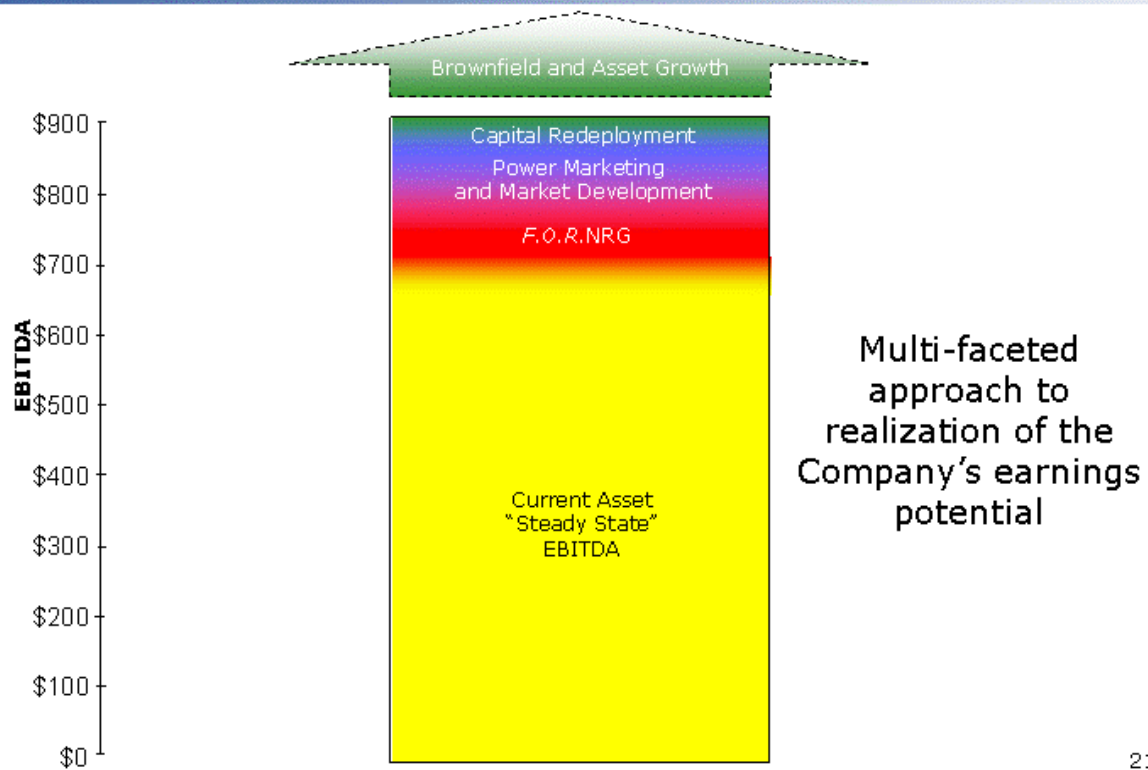 Brownfield and Asset Growth
$900
$800
$700
$600
$500
$400
$300
$200
$100
$0
EBITDA
Capital Redeployment
Power Marketing
and Market Development
F.O.R.NRG
Current Asset
"Steady State"
EBITDA
Multi-faceted
approach to
realization of the
Company's earnings
potential